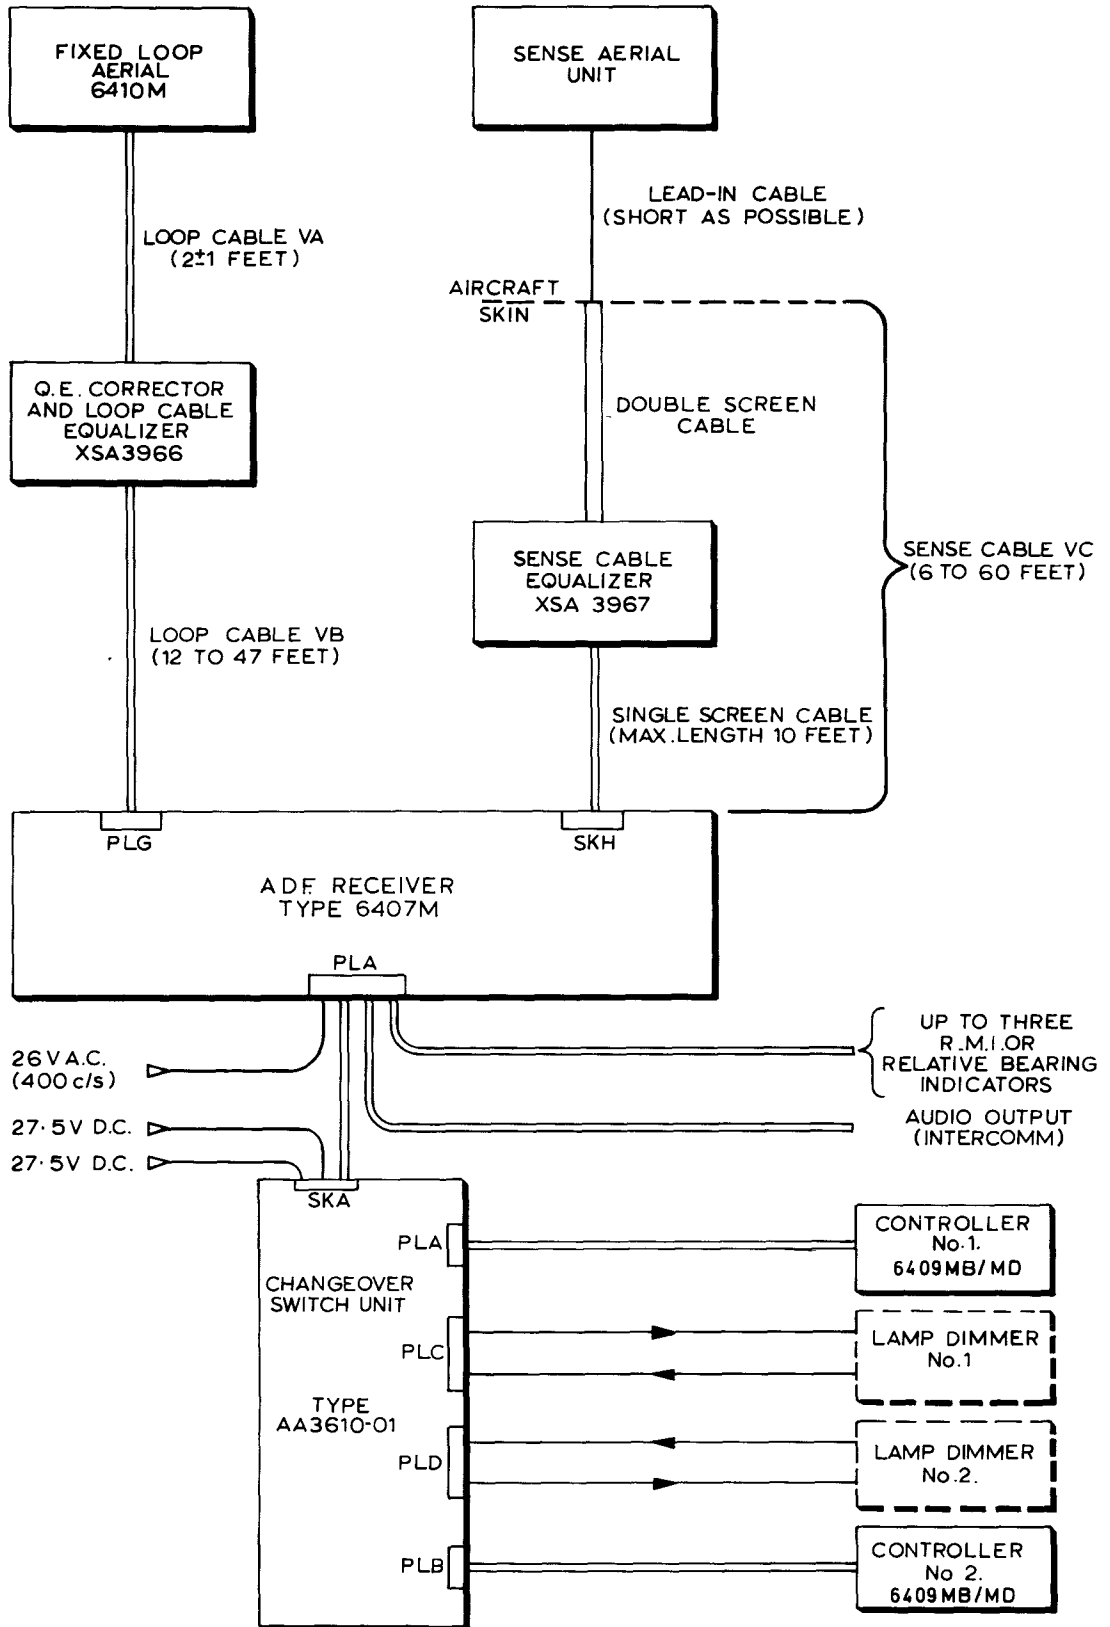 FIXED LOOP
AERIAL
6410M
SENSE AERIAL
UNIT
LEAD-IN CABLE
(SHORT AS POSSIBLE)
LOOP CABLE VA
(2±1 FEET)
AIRCRAFT
SKIN
Q.E. CORRECTOR
AND LOOP CABLE
EQUALIZER
XSA3966
DOUBLE SCREEN
CABLE
SENSE CABLE
EQUALIZER
XSA 3967
SENSE CABLE VC
(6 TO 60 FEET)
LOOP CABLE VB
(12 TO 47 FEET)
SINGLE SCREEN CABLE
(MAX. LENGTH 10 FEET)
PLG
SKH
A D.F. RECEIVER
TYPE 6407M
PLA
26 V A.C.
(400 c/s)
UP TO THREE
R.M.I. OR
RELATIVE BEARING
INDICATORS
27·5V D.C.
AUDIO OUTPUT
(INTERCOMM)
27·5V D.C.
SKA
PLA
CONTROLLER
No.1.
6409MB/MD
CHANGEOVER
SWITCH UNIT
PLC
LAMP DIMMER
No.1
TYPE
AA3610-01
PLD
LAMP DIMMER
No.2.
PLB
CONTROLLER
No 2.
6409MB/MD